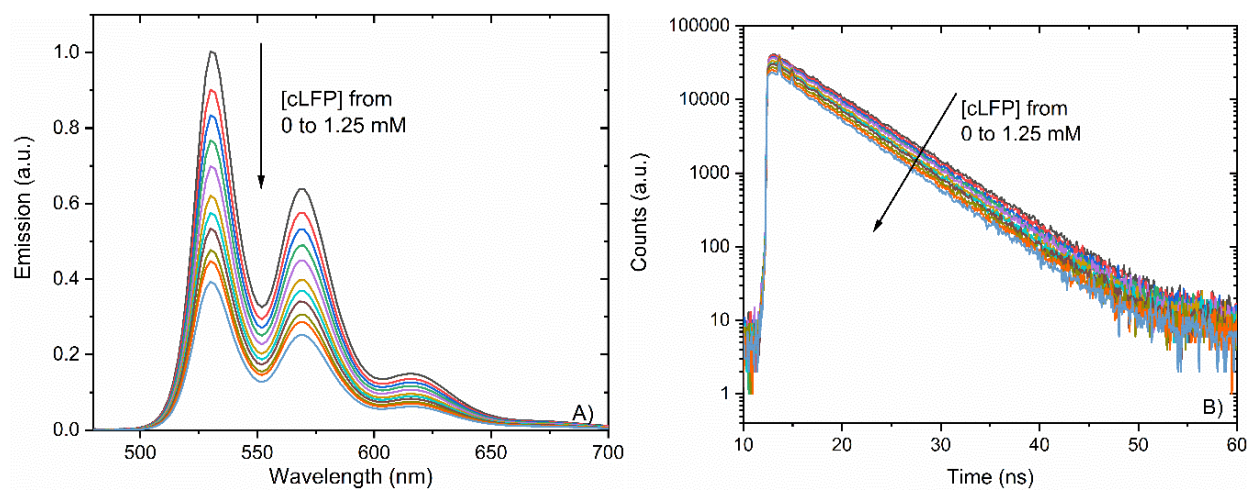 1.0
0.8
0.6
0.4
0.2
0.0
Emission (a.u.)
[cLFP] from
0 to 1.25 mM
A)
500
550
600
650
700
Wavelength (nm)
100000
10000
1000
100
10
1
Counts (a.u.)
[cLFP] from
0 to 1.25 mM
B)
10
20
30
40
50
60
Time (ns)